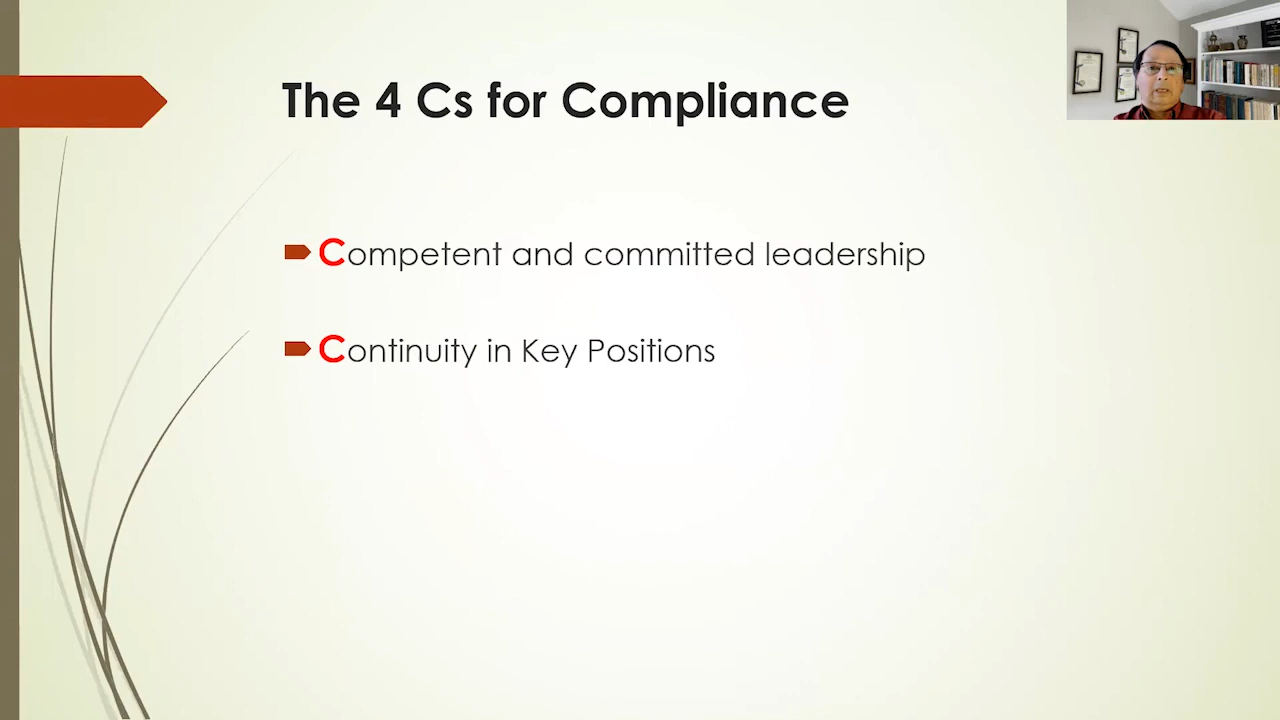 The 4 Cs for Compliance
Competent and committed leadership
Continuity in Key Positions